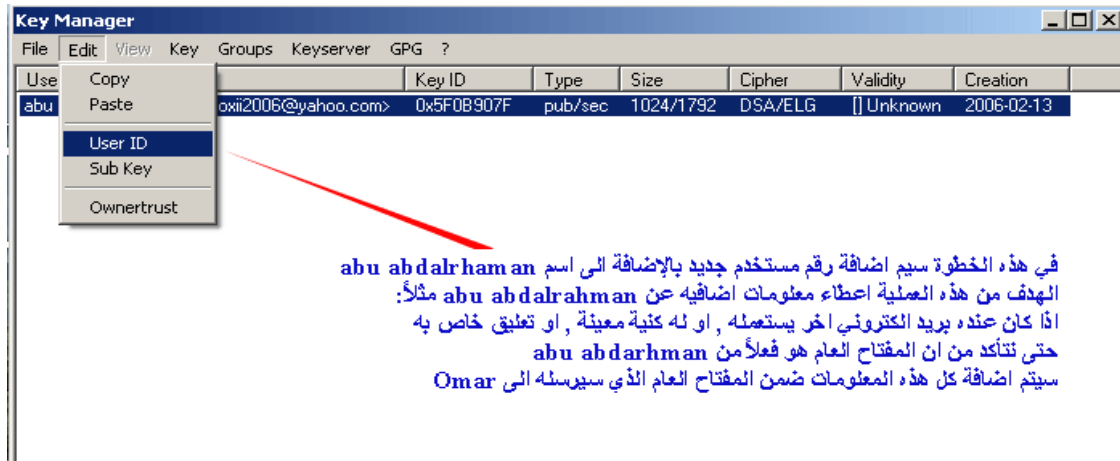 Key Manager
File Edit View Key Groups Keyserver GPG ?
Use Key ID Type Size Cipher Validity Creation
abu oxii2006@yahoo.com> 0x5F0B907F pub/sec 1024/1792 DSA/ELG [] Unknown 2006-02-13
Copy
Paste
User ID
Sub Key
Ownertrust
في هذه الخطوة سيم اضافة رقم مستخدم جديد بالإضافة الى اسم abu abdalrhaman
الهدف من هذه العملية اعطاء معلومات اضافيه عن abu abdalrahman مثلاً:
اذا كان عنده بريد الكتروني اخر يستعمله , او له كنية معينة , او تعليق خاص به
حتى نتأكد من ان المفتاح العام هو فعلاً من abu abdarhman
سيتم اضافة كل هذه المعلومات ضمن المفتاح العام الذي سيرسله الى Omar